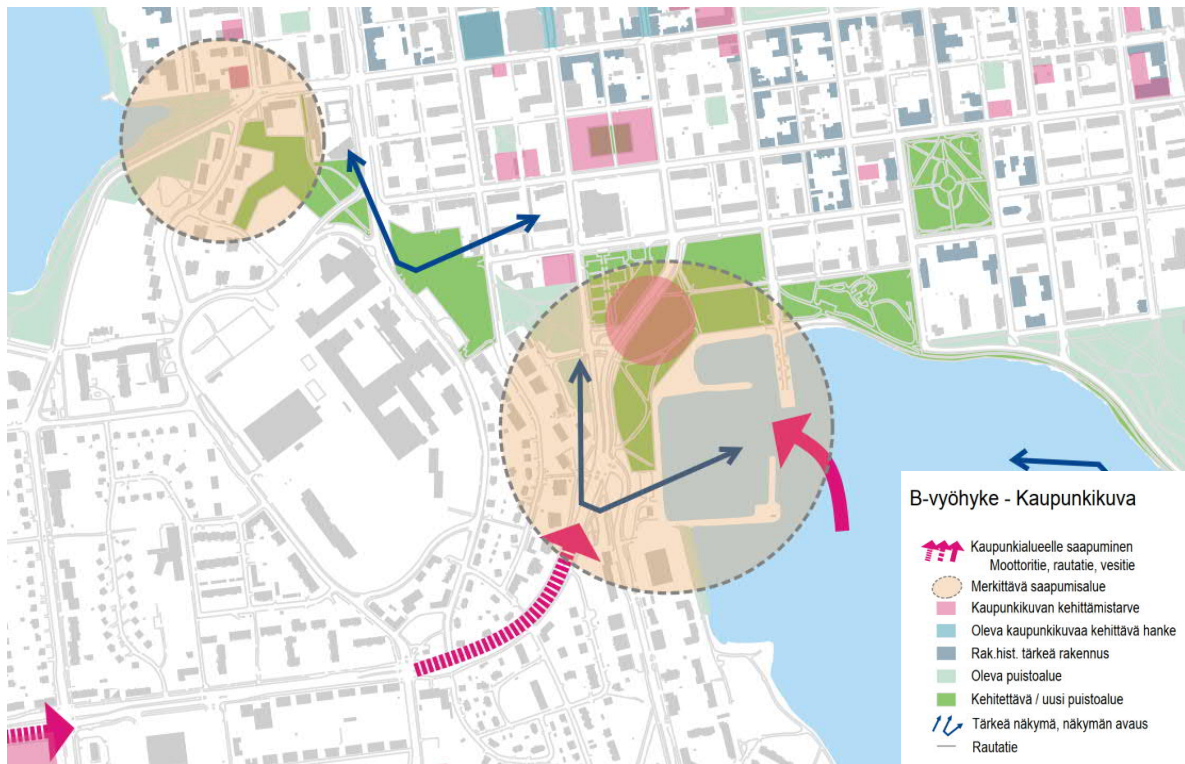 B-vyöhyke - Kaupunkikuva
Kaupunkialueelle saapuminen
Moottoritie, rautatie, vesitie
Merkittävä saapumisalue
Kaupunkikuvan kehittämistarve
Oleva kaupunkikuvaa kehittävä hanke
Rak.hist. tärkeä rakennus
Oleva puistoalue
Kehitettävä / uusi puistoalue
Tärkeä näkymä, näkymän avaus
Rautatie